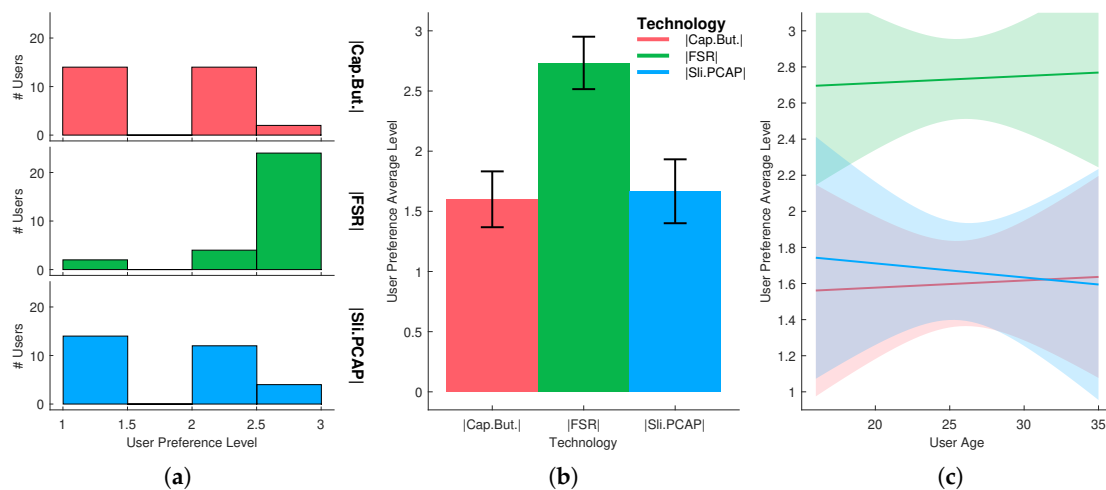 # Users
20
10
0
|Cap.But.|
# Users
20
10
0
|FSR|
# Users
20
10
0
|Sli.PCAP|
1
1.5
2
2.5
3
User Preference Level
(a)
User Preference Average Level
3
2.5
2
1.5
1
0.5
0
Technology
|Cap.But.|
|FSR|
|Sli.PCAP|
|Cap.But.|
|FSR|
|Sli.PCAP|
Technology
(b)
User Preference Average Level
3
2.8
2.6
2.4
2.2
2
1.8
1.6
1.4
1.2
1
20
25
30
35
User Age
(c)